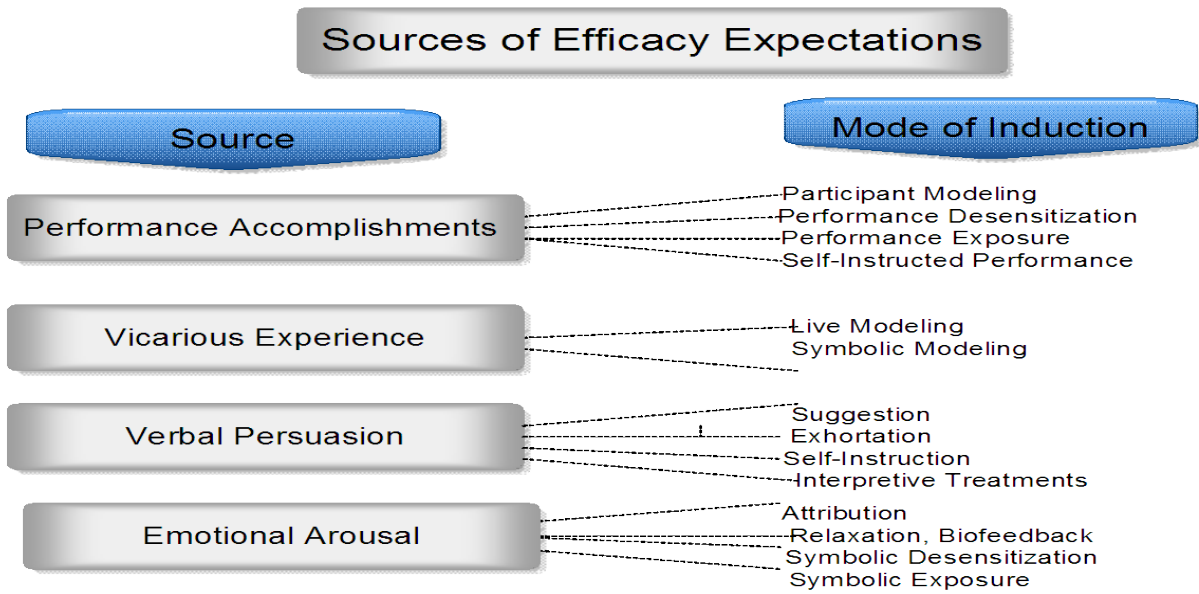 Sources of Efficacy Expectations
Source
Mode of Induction
Performance Accomplishments
Participant Modeling
Performance Desensitization
Performance Exposure
Self-Instructed Performance
Vicarious Experience
Live Modeling
Symbolic Modeling
Verbal Persuasion
Suggestion
Exhortation
Self-Instruction
Interpretive Treatments
Emotional Arousal
Attribution
Relaxation, Biofeedback
Symbolic Desensitization
Symbolic Exposure